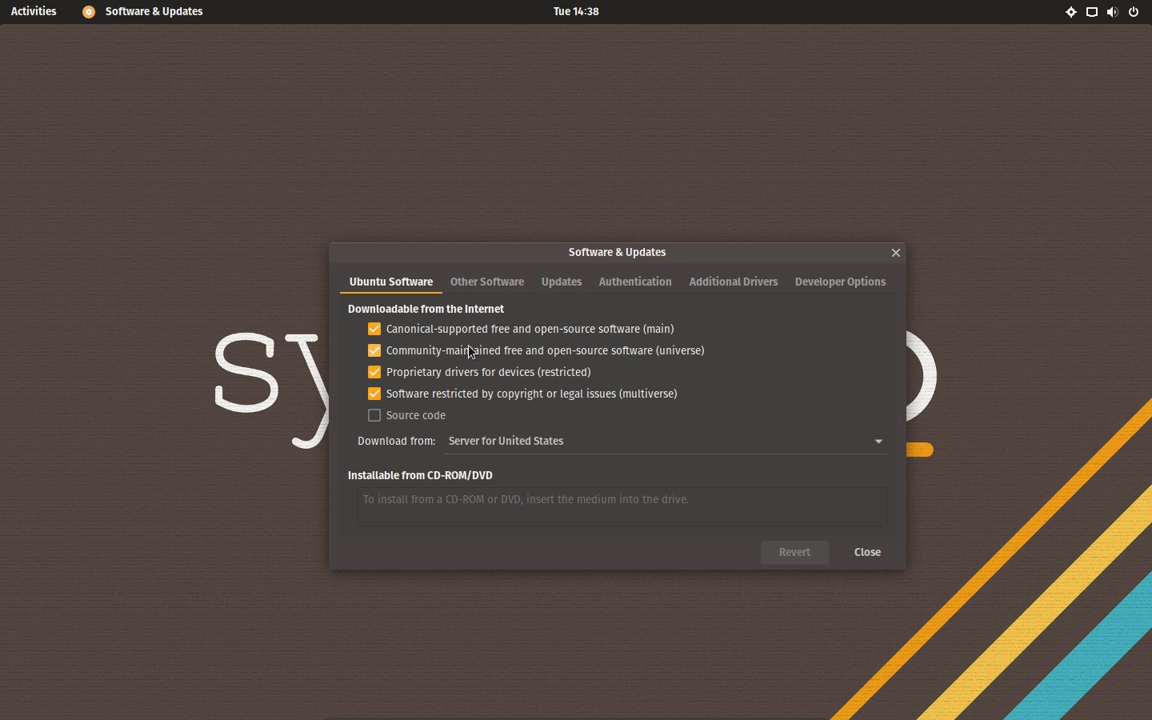 Activities Software & Updates Tue 14:38
Software & Updates
Ubuntu Software Other Software Updates Authentication Additional Drivers Developer Options
Downloadable from the Internet
Canonical-supported free and open-source software (main)
Community-maintained free and open-source software (universe)
Proprietary drivers for devices (restricted)
Software restricted by copyright or legal issues (multiverse)
Source code
Download from: Server for United States
Installable from CD-ROM/DVD
To install from a CD-ROM or DVD, insert the medium into the drive.
Revert Close
sy